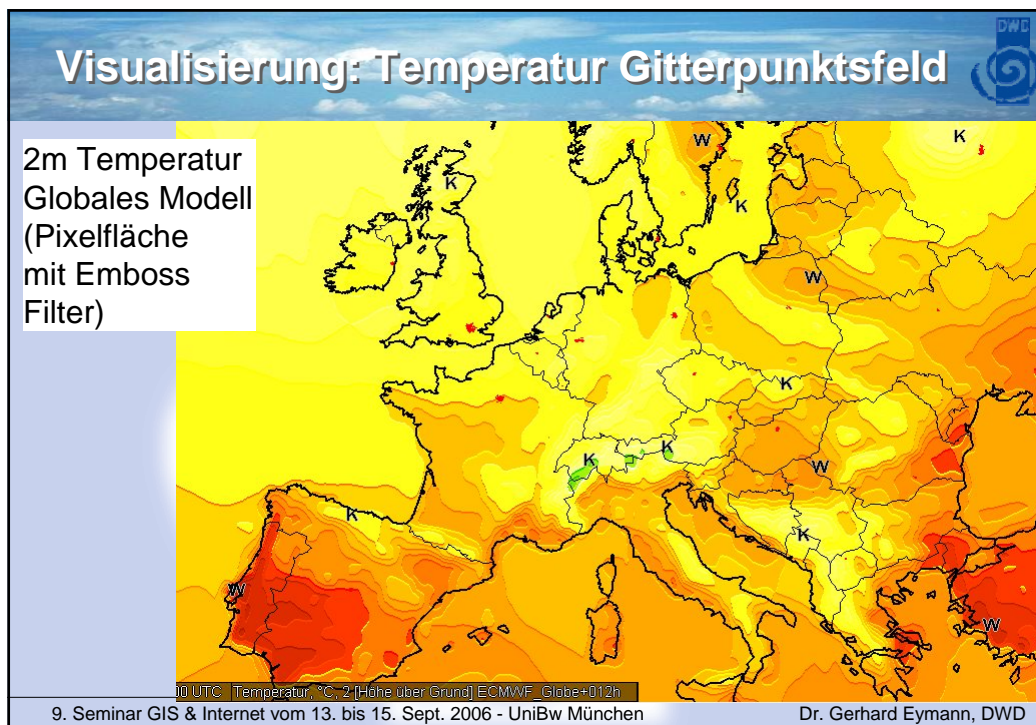 DWD
Visualisierung: Temperatur Gitterpunktsfeld
2m Temperatur
Globales Modell
(Pixelfläche
mit Emboss
Filter)
W
K
K
K
W
K
K
K
W
K
K
W
W
00 UTC Temperatur, °C, 2 [Höhe über Grund] ECMWF_Globe+012h
9. Seminar GIS & Internet vom 13. bis 15. Sept. 2006 - UniBw München
Dr. Gerhard Eymann, DWD